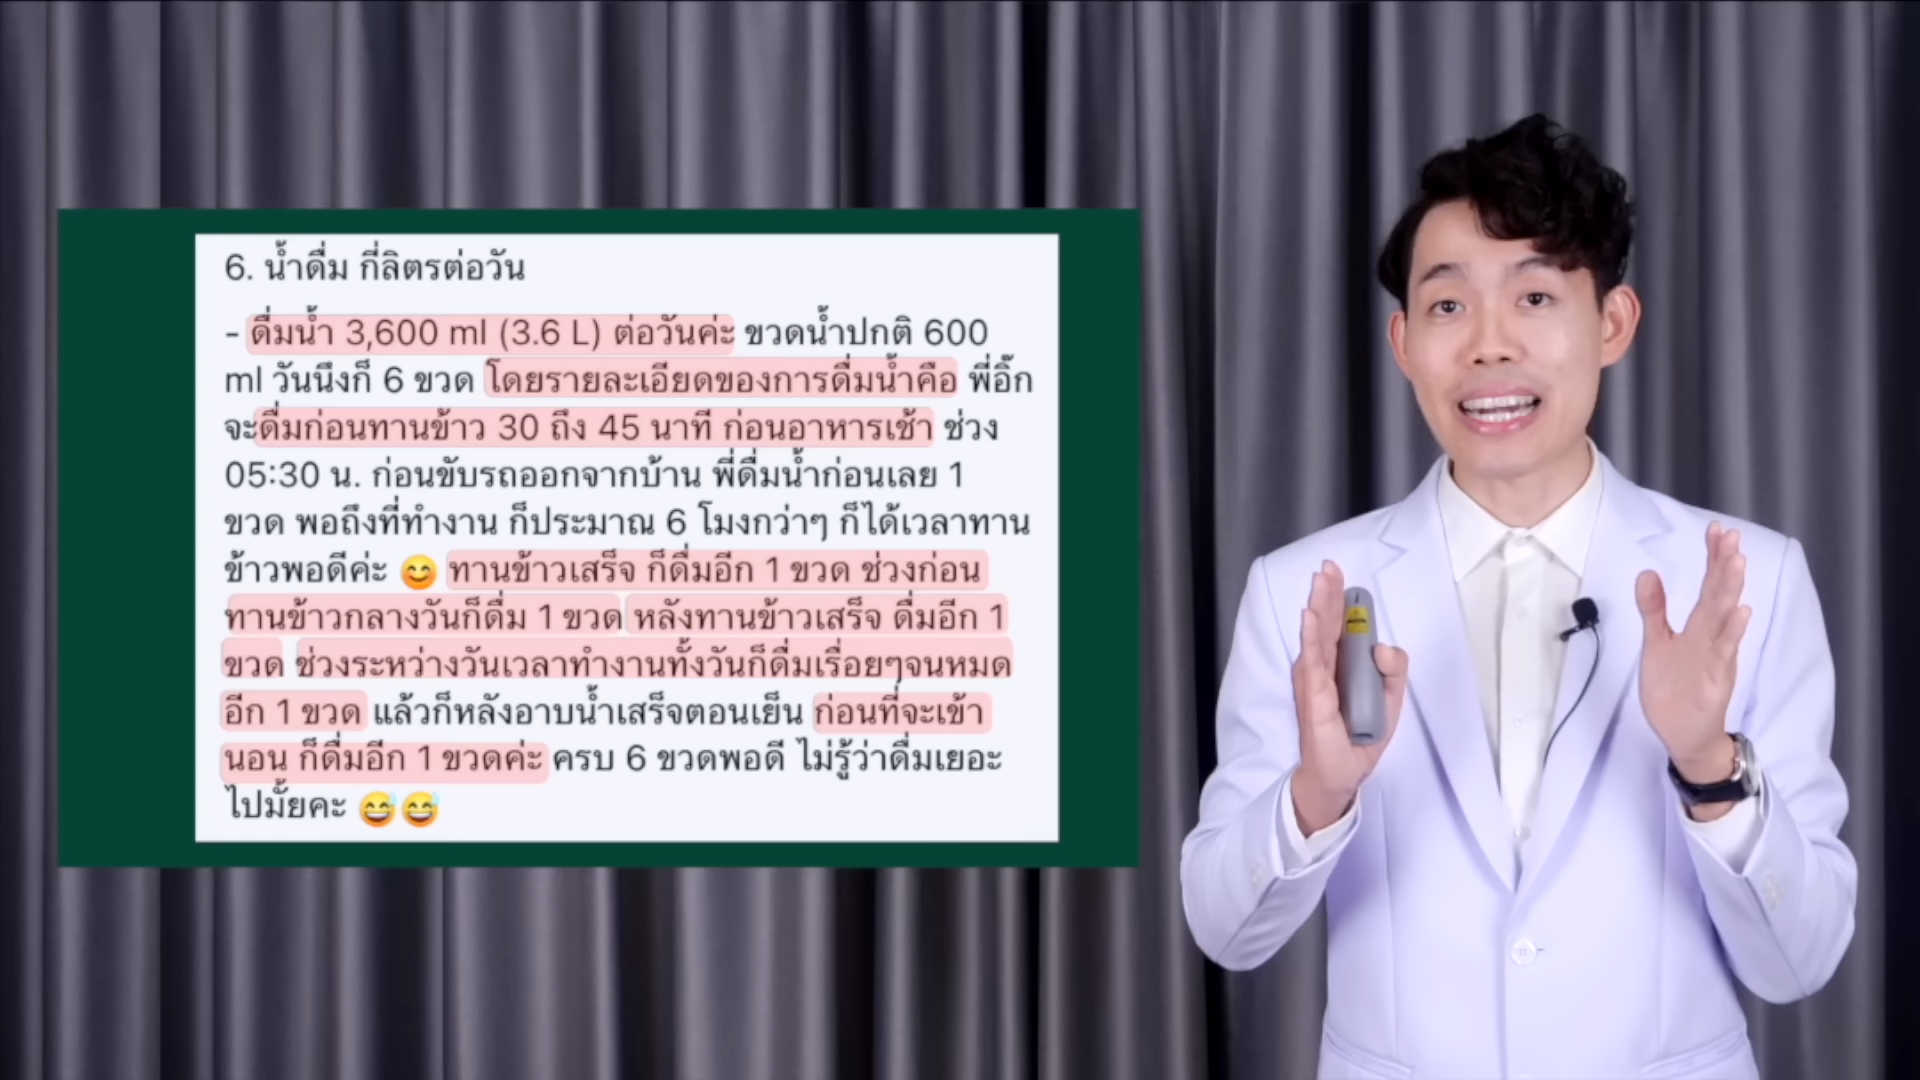 6. น้ำดื่ม กี่ลิตรต่อวัน
- ดื่มน้ำ 3,600 ml (3.6 L) ต่อวันค่ะ ขวดน้ำปกติ 600
ml วันนึงก็ 6 ขวด โดยรายละเอียดของการดื่มน้ำคือ พี่อิ๊ก
จะดื่มก่อนทานข้าว 30 ถึง 45 นาที ก่อนอาหารเช้า ช่วง
05:30 น. ก่อนขับรถออกจากบ้าน พี่ดื่มน้ำก่อนเลย 1
ขวด พอถึงที่ทำงาน ก็ประมาณ 6 โมงกว่าๆ ก็ได้เวลาทาน
ข้าวพอดีค่ะ 😊 ทานข้าวเสร็จ ก็ดื่มอีก 1 ขวด ช่วงก่อน
ทานข้าวกลางวันก็ดื่ม 1 ขวด หลังทานข้าวเสร็จ ดื่มอีก 1
ขวด ช่วงระหว่างวันเวลาทำงานทั้งวันก็ดื่มเรื่อยๆจนหมด
อีก 1 ขวด แล้วก็หลังอาบน้ำเสร็จตอนเย็น ก่อนที่จะเข้า
นอน ก็ดื่มอีก 1 ขวดค่ะ ครบ 6 ขวดพอดี ไม่รู้ว่าดื่มเยอะ
ไปมั้ยคะ 😅😅